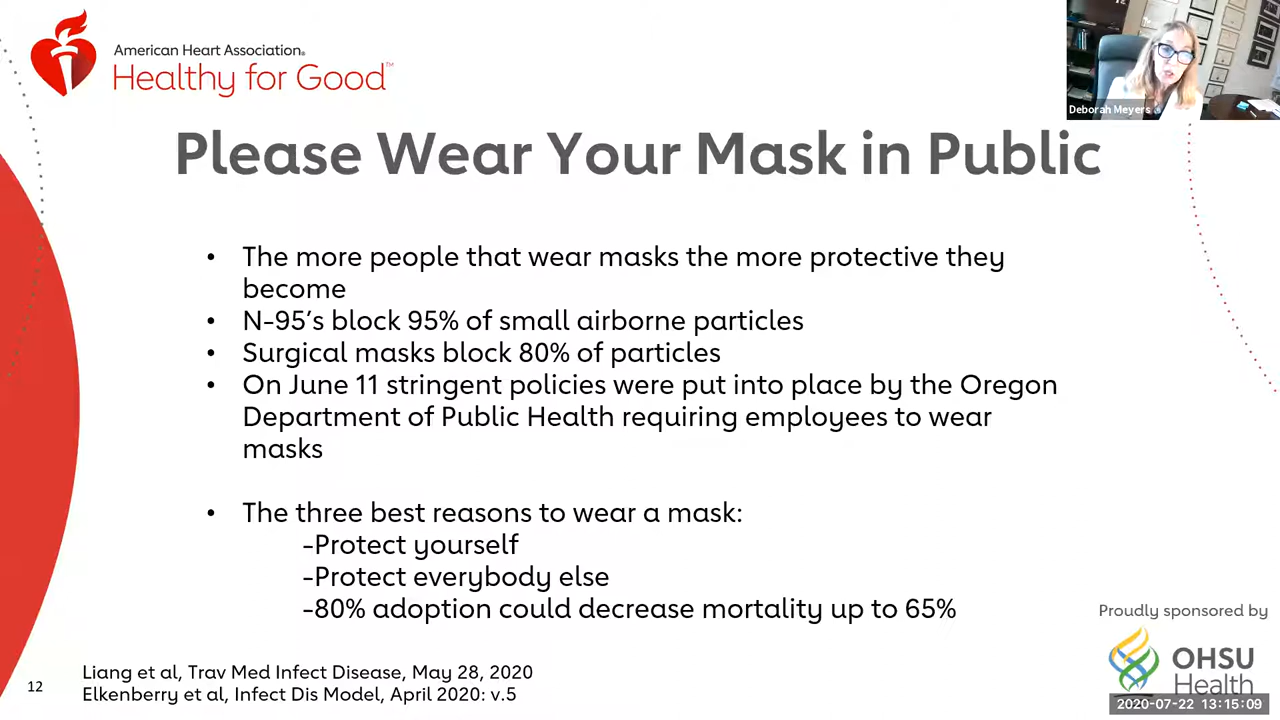 American Heart Association®
Healthy for Good™
Deborah Meyers
Please Wear Your Mask in Public
• The more people that wear masks the more protective they
become
• N-95's block 95% of small airborne particles
• Surgical masks block 80% of particles
• On June 11 stringent policies were put into place by the Oregon
Department of Public Health requiring employees to wear
masks
• The three best reasons to wear a mask:
-Protect yourself
-Protect everybody else
-80% adoption could decrease mortality up to 65%
Proudly sponsored by
OHSU
Health
Liang et al, Trav Med Infect Disease, May 28, 2020
Elkenberry et al, Infect Dis Model, April 2020: v.5
12
2020-07-22 13:15:09